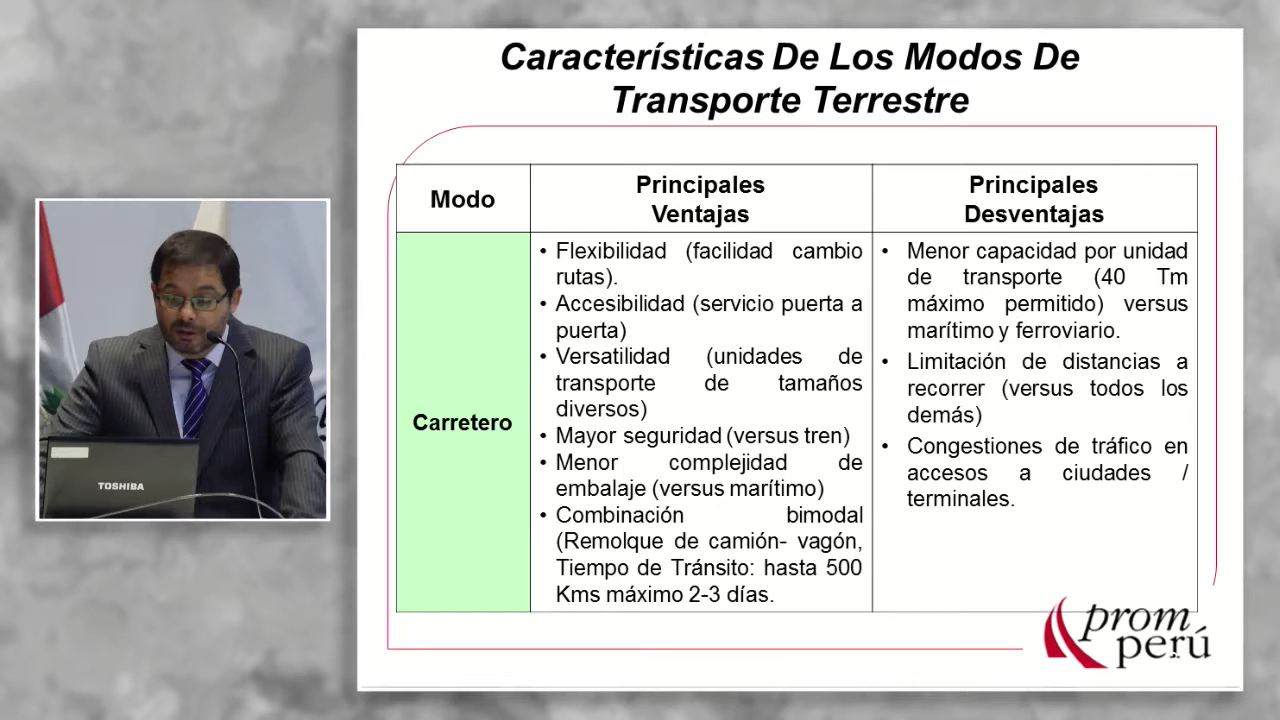 Características De Los Modos De
Transporte Terrestre
Modo
Principales
Ventajas
Principales
Desventajas
Carretero
• Flexibilidad (facilidad cambio
rutas).
• Accesibilidad (servicio puerta a
puerta)
• Versatilidad (unidades de
transporte de tamaños
diversos)
• Mayor seguridad (versus tren)
• Menor complejidad de
embalaje (versus marítimo)
• Combinación bimodal
(Remolque de camión- vagón,
Tiempo de Tránsito: hasta 500
Kms máximo 2-3 días.
• Menor capacidad por unidad
de transporte (40 Tm
máximo permitido) versus
marítimo y ferroviario.
• Limitación de distancias a
recorrer (versus todos los
demás)
• Congestiones de tráfico en
accesos a ciudades /
terminales.
TOSHIBA
prom
perú